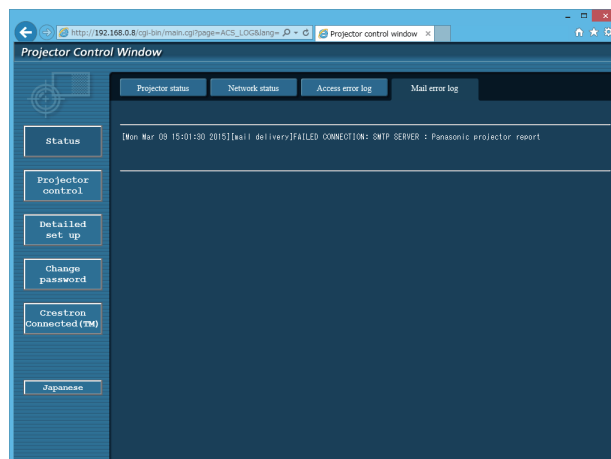 http://192.168.0.8/cgi-bin/main.cgi?page=ACS_LOG&lang=
Projector control window
Projector Control Window
Projector status
Network status
Access error log
Mail error log
[Mon Mar 09 15:01:30 2015][mail delivery]FAILED CONNECTION: SMTP SERVER : Panasonic projector report
Status
Projector
control
Detailed
set up
Change
password
Crestron
Connected(TM)
Japanese